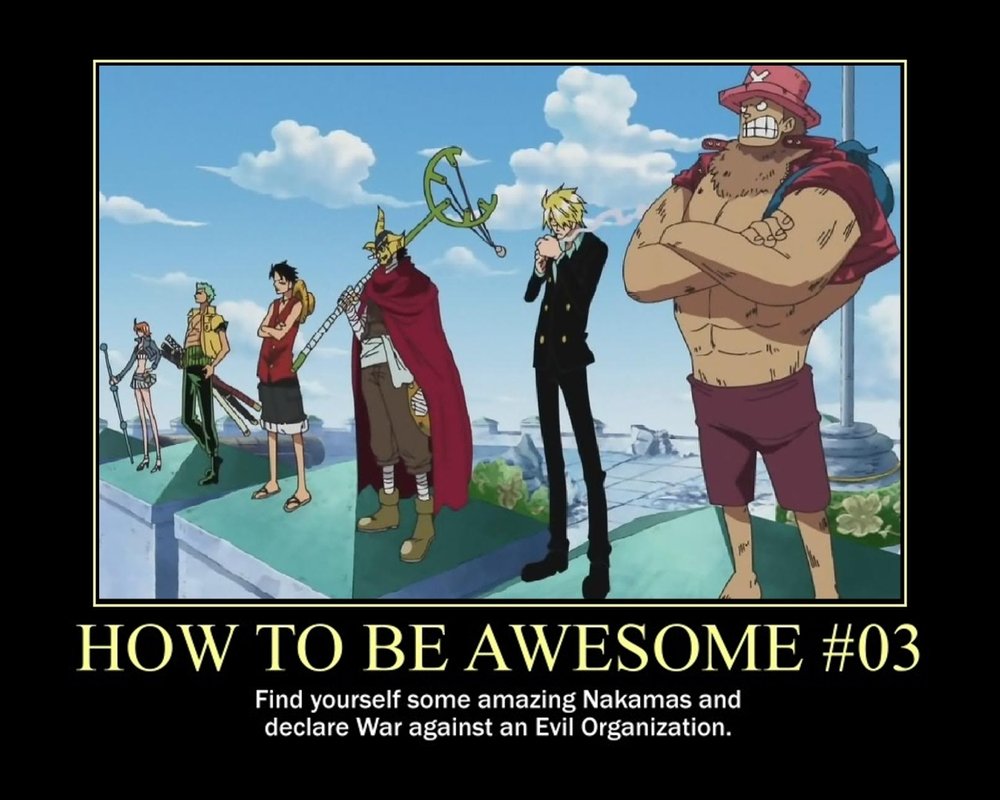 HOW TO BE AWESOME #03
Find yourself some amazing Nakamas and
declare War against an Evil Organization.